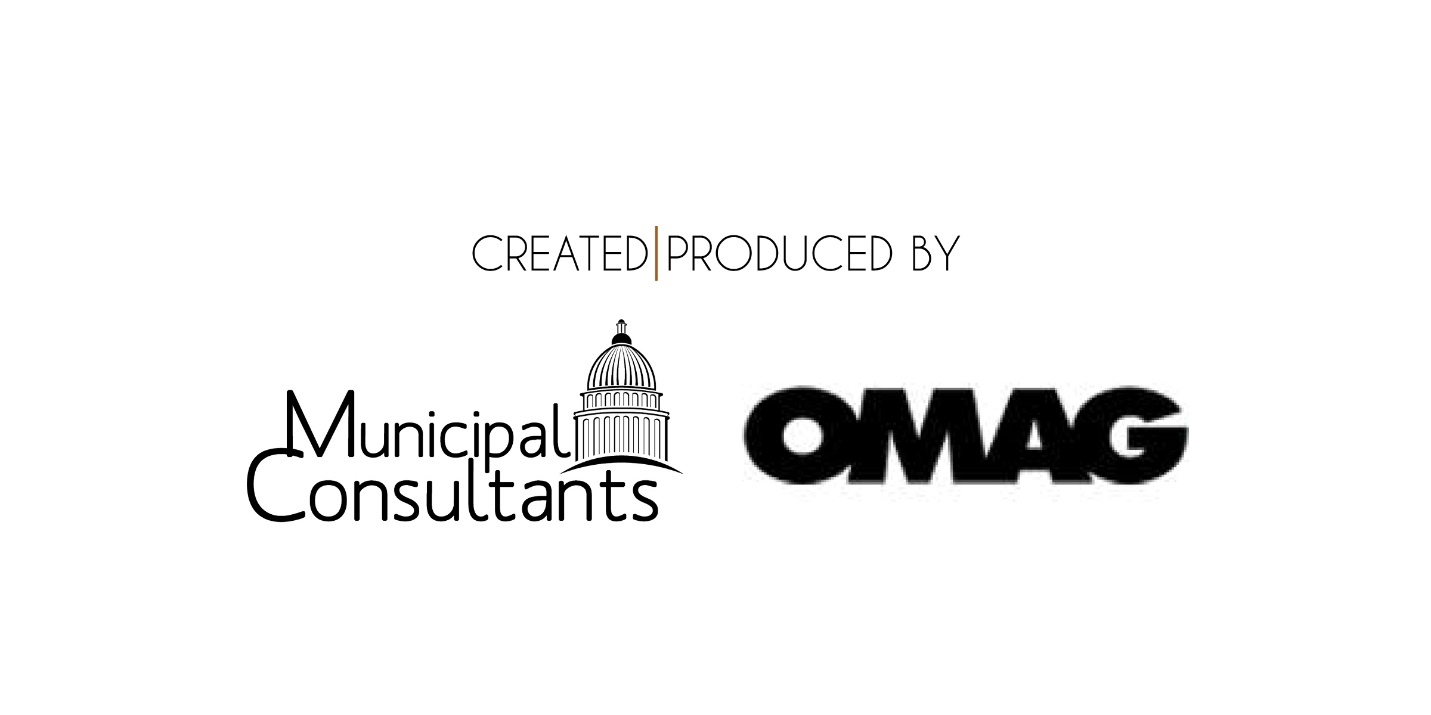 CREATED|PRODUCED BY
Municipal
Consultants
OMAG